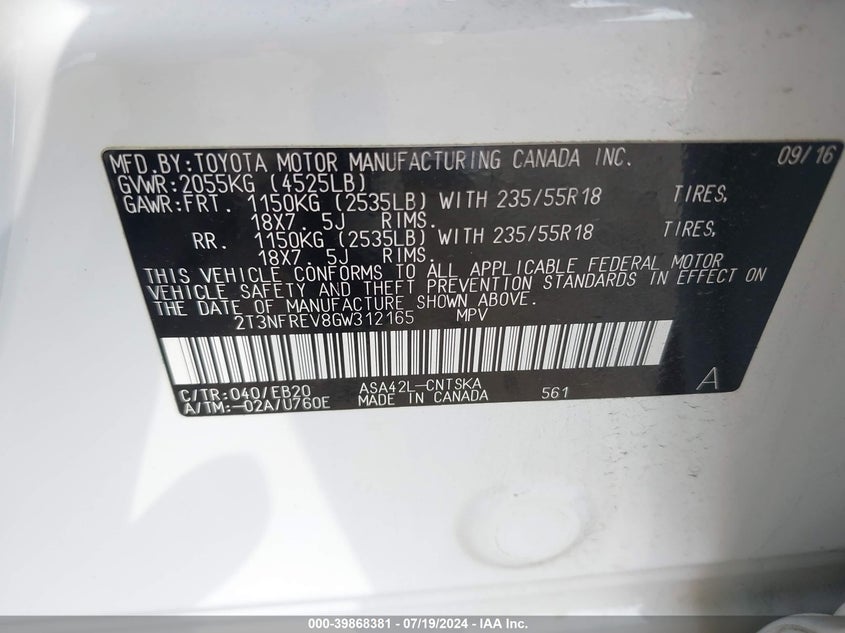 MFD.BY:TOYOTA MOTOR MANUFACTURING CANADA INC. 09/16
GVWR:2055KG (4525LB)
GAWR:FRT. 1150KG (2535LB) WITH 235/55R18 TIRES,
18X7. 5J RIMS.
RR. 1150KG (2535LB) WITH 235/55R18 TIRES,
18X7. 5J RIMS.
THIS VEHICLE CONFORMS TO ALL APPLICABLE FEDERAL MOTOR
VEHICLE SAFETY AND THEFT PREVENTION STANDARDS IN EFFECT ON
THE DATE OF MANUFACTURE SHOWN ABOVE.
2T3NFREV8GW312165 MPV
C/TR:040/EB20 ASA42L-CNTSKA 561 A
A/TM:-02A/U760E MADE IN CANADA
000-39868381 / 07/19/2024 - IAA Inc.